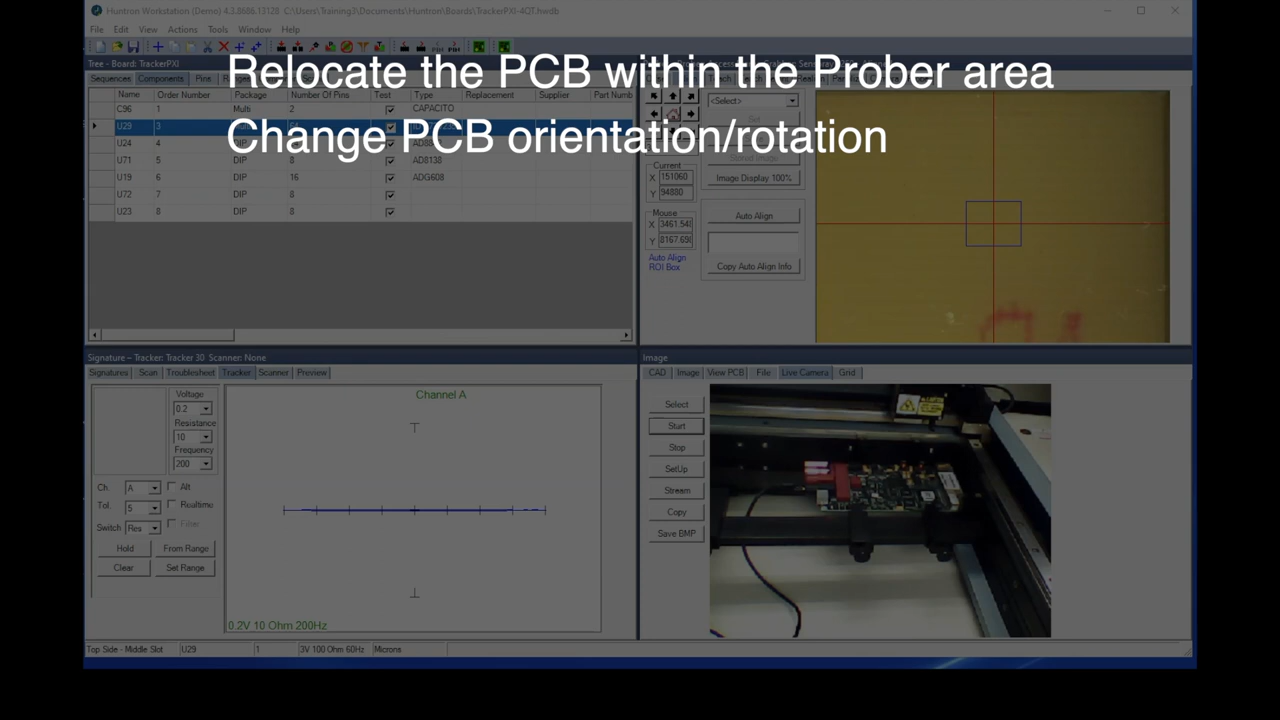 Huntron Workstation (Demo) 4.3.8686.13128 C:\Users\Training3\Documents\Huntron\Boards\TrackerPXI-4QT.hwdb
File Edit View Actions Tools Window Help
Relocate the PCB within the Prober area
Change PCB orientation/rotation
Tree - Board: TrackerPXI
Sequences Components Pins
Name Order Number Package Number Of Pins Test Type Replacement Supplier Part Numb
C96 1 Multi 2 CAPACITO
U29 3
U24 4
U71 5 DIP 8 AD8138
U19 6 DIP 16 ADG608
U72 7 DIP 8
U23 8 DIP 8
<Select>
Set
Stored Image
Image Display 100%
Current
X 151060
Y 94880
Mouse
X 3461.548
Y
Auto Align
ROI Box
Auto Align
Copy Auto Align Info
Signature -- Tracker: Tracker 30 Scanner: None
Signatures Scan Troublesheet Tracker Scanner Preview
Voltage
0.2
Resistance
10
Frequency
200
Ch. A Alt
Tol. 5 Realtime
Switch Res Filter
Hold From Range
Clear Set Range
Channel A
0.2V 10 Ohm 200Hz
Image
CAD Image View PCB File Live Camera Grid
Select
Start
Stop
SetUp
Stream
Copy
Save BMP
Top Side - Middle Slot U29 1 3V 100 Ohm 60Hz Microns